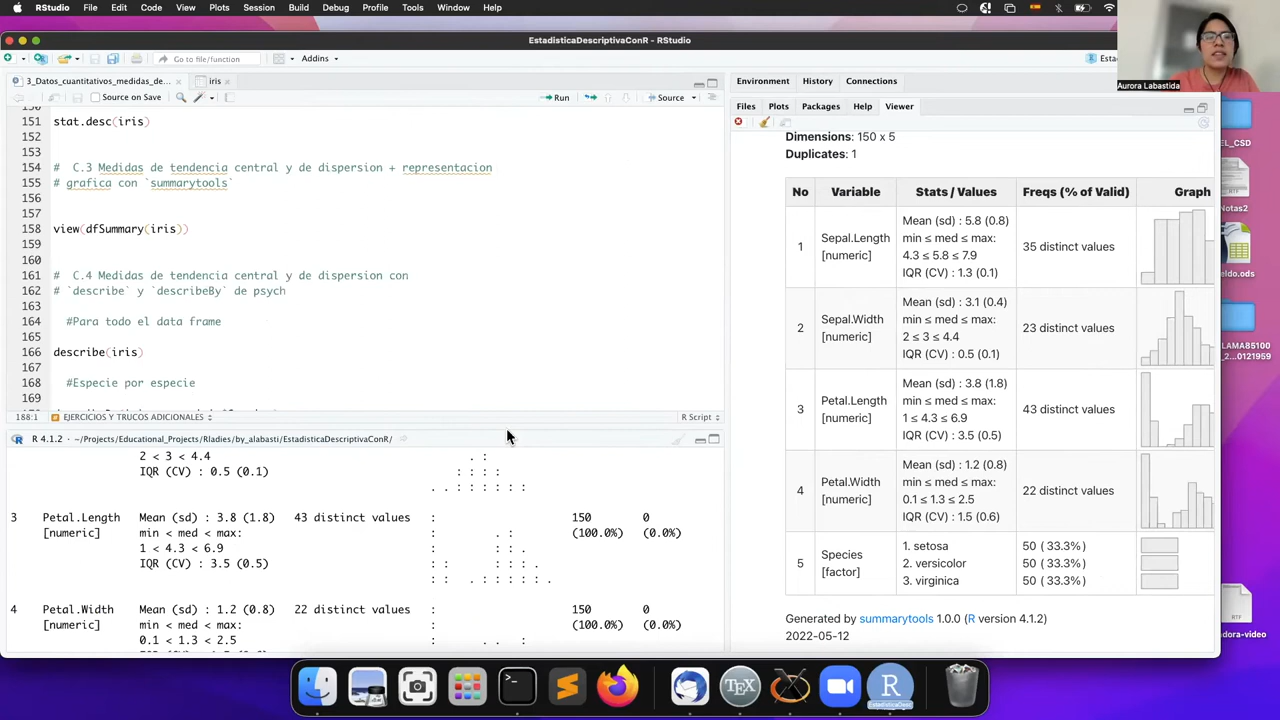 RStudio File Edit Code View Plots Session Build Debug Profile Tools Window Help
EstadisticaDescriptivaConR - RStudio
Go to file/function Addins
Aurora Labastida
3_Datos_cuantitativos_medidas_de... iris
Source on Save Run Source
151 stat.desc(iris)
152
153
154 # C.3 Medidas de tendencia central y de dispersion + representacion
155 # grafica con `summarytools`
156
157
158 view(dfSummary(iris))
159
160
161 # C.4 Medidas de tendencia central y de dispersion con
162 # `describe` y `describeBy` de psych
163
164 #Para todo el data frame
165
166 describe(iris)
167
168 #Especie por especie
169
188:1 EJERCICIOS Y TRUCOS ADICIONALES R Script
R 4.1.2 · ~/Projects/Educational_Projects/Rladies/by_alabasti/EstadisticaDescriptivaConR/
2 < 3 < 4.4 . :
IQR (CV) : 0.5 (0.1) : : : :
. . : : : : : :
3 Petal.Length Mean (sd) : 3.8 (1.8) 43 distinct values : 150 0
[numeric] min < med < max: : . : (100.0%) (0.0%)
1 < 4.3 < 6.9 : : : .
IQR (CV) : 3.5 (0.5) : : : : : .
: : . : : : : : .
4 Petal.Width Mean (sd) : 1.2 (0.8) 22 distinct values : 150 0
[numeric] min < med < max: : (100.0%) (0.0%)
0.1 < 1.3 < 2.5 : . . :
Environment History Connections
Files Plots Packages Help Viewer
Dimensions: 150 x 5
Duplicates: 1
No Variable Stats / Values Freqs (% of Valid) Graph
1 Sepal.Length [numeric] Mean (sd) : 5.8 (0.8) 35 distinct values
min ≤ med ≤ max:
4.3 ≤ 5.8 ≤ 7.9
IQR (CV) : 1.3 (0.1)
2 Sepal.Width [numeric] Mean (sd) : 3.1 (0.4) 23 distinct values
min ≤ med ≤ max:
2 ≤ 3 ≤ 4.4
IQR (CV) : 0.5 (0.1)
3 Petal.Length [numeric] Mean (sd) : 3.8 (1.8) 43 distinct values
min ≤ med ≤ max:
1 ≤ 4.3 ≤ 6.9
IQR (CV) : 3.5 (0.5)
4 Petal.Width [numeric] Mean (sd) : 1.2 (0.8) 22 distinct values
min ≤ med ≤ max:
0.1 ≤ 1.3 ≤ 2.5
IQR (CV) : 1.5 (0.6)
5 Species [factor] 1. setosa 50 ( 33.3%)
2. versicolor 50 ( 33.3%)
3. virginica 50 ( 33.3%)
Generated by summarytools 1.0.0 (R version 4.1.2)
2022-05-12
EL_CSD
Notas2
eldo.ods
LAMA85100
_2...0121959
RTF
dora-video
TEX
R